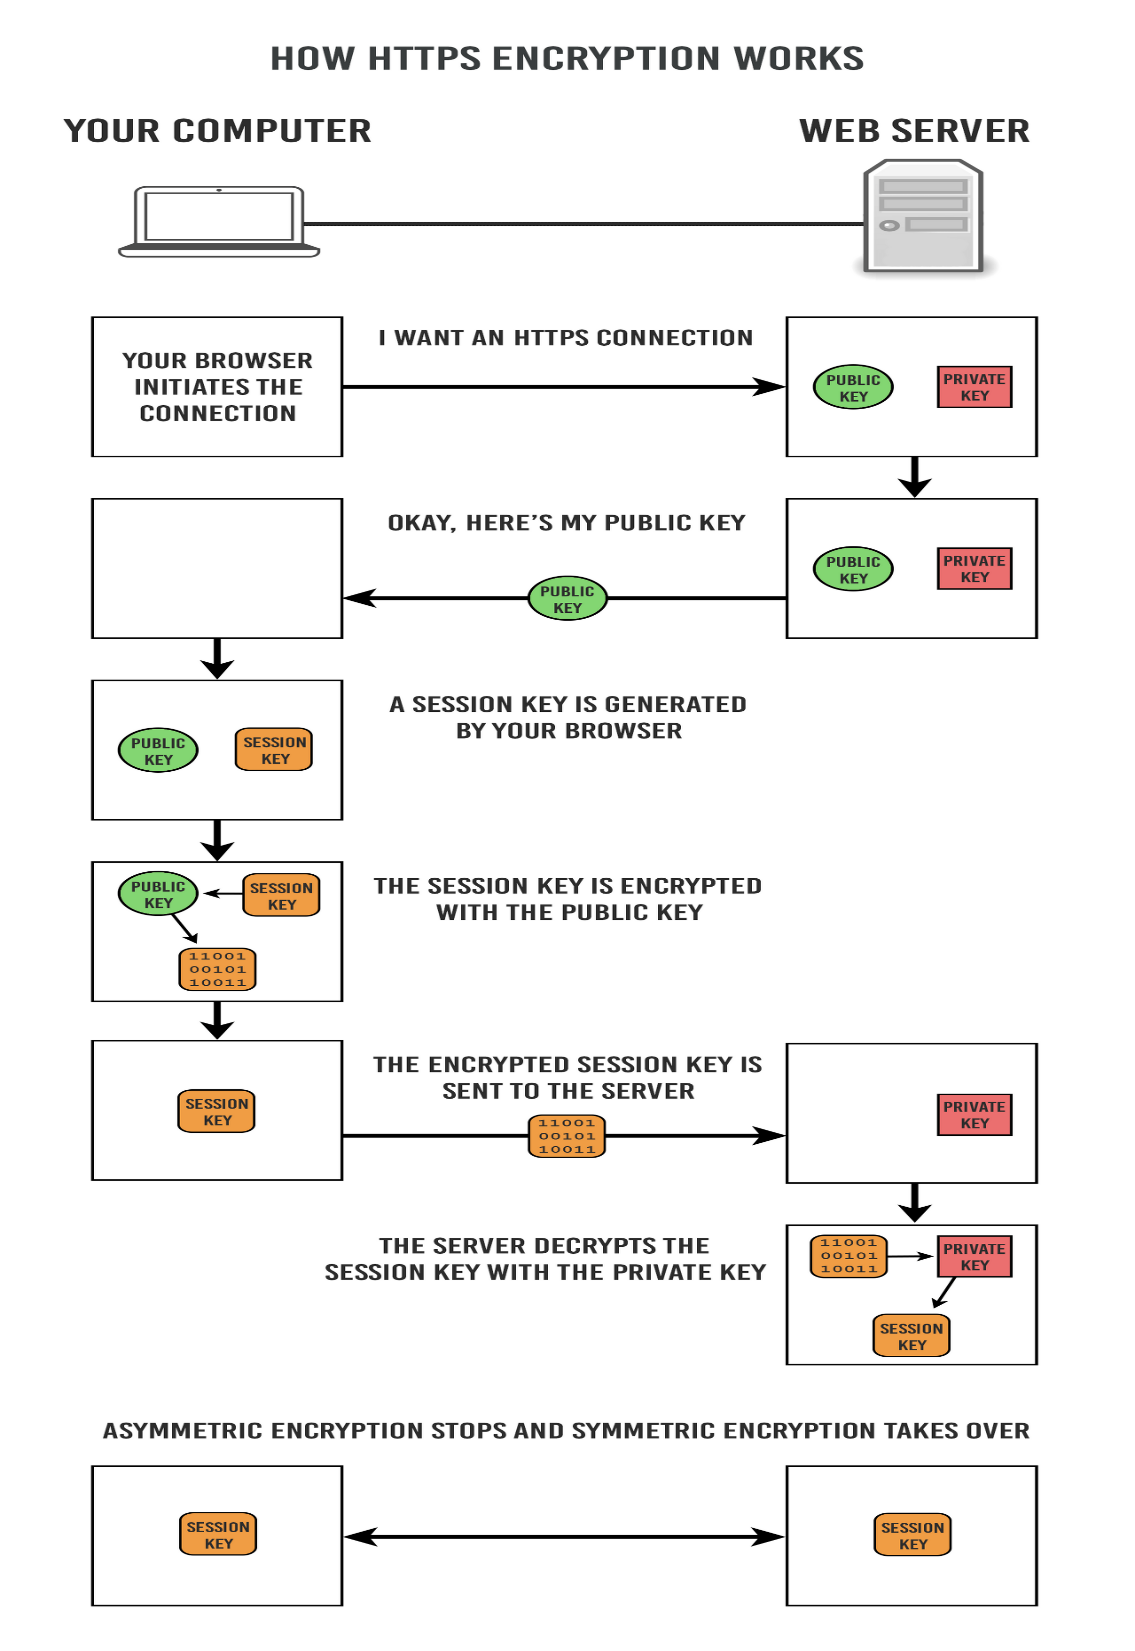 HOW HTTPS ENCRYPTION WORKS
YOUR COMPUTER
WEB SERVER
YOUR BROWSER
INITIATES THE
CONNECTION
I WANT AN HTTPS CONNECTION
PUBLIC
KEY
PRIVATE
KEY
OKAY, HERE'S MY PUBLIC KEY
PUBLIC
KEY
PUBLIC
KEY
PRIVATE
KEY
PUBLIC
KEY
SESSION
KEY
A SESSION KEY IS GENERATED
BY YOUR BROWSER
PUBLIC
KEY
SESSION
KEY
11001
00101
10011
THE SESSION KEY IS ENCRYPTED
WITH THE PUBLIC KEY
SESSION
KEY
THE ENCRYPTED SESSION KEY IS
SENT TO THE SERVER
11001
00101
10011
PRIVATE
KEY
THE SERVER DECRYPTS THE
SESSION KEY WITH THE PRIVATE KEY
11001
00101
10011
PRIVATE
KEY
SESSION
KEY
ASYMMETRIC ENCRYPTION STOPS AND SYMMETRIC ENCRYPTION TAKES OVER
SESSION
KEY
SESSION
KEY